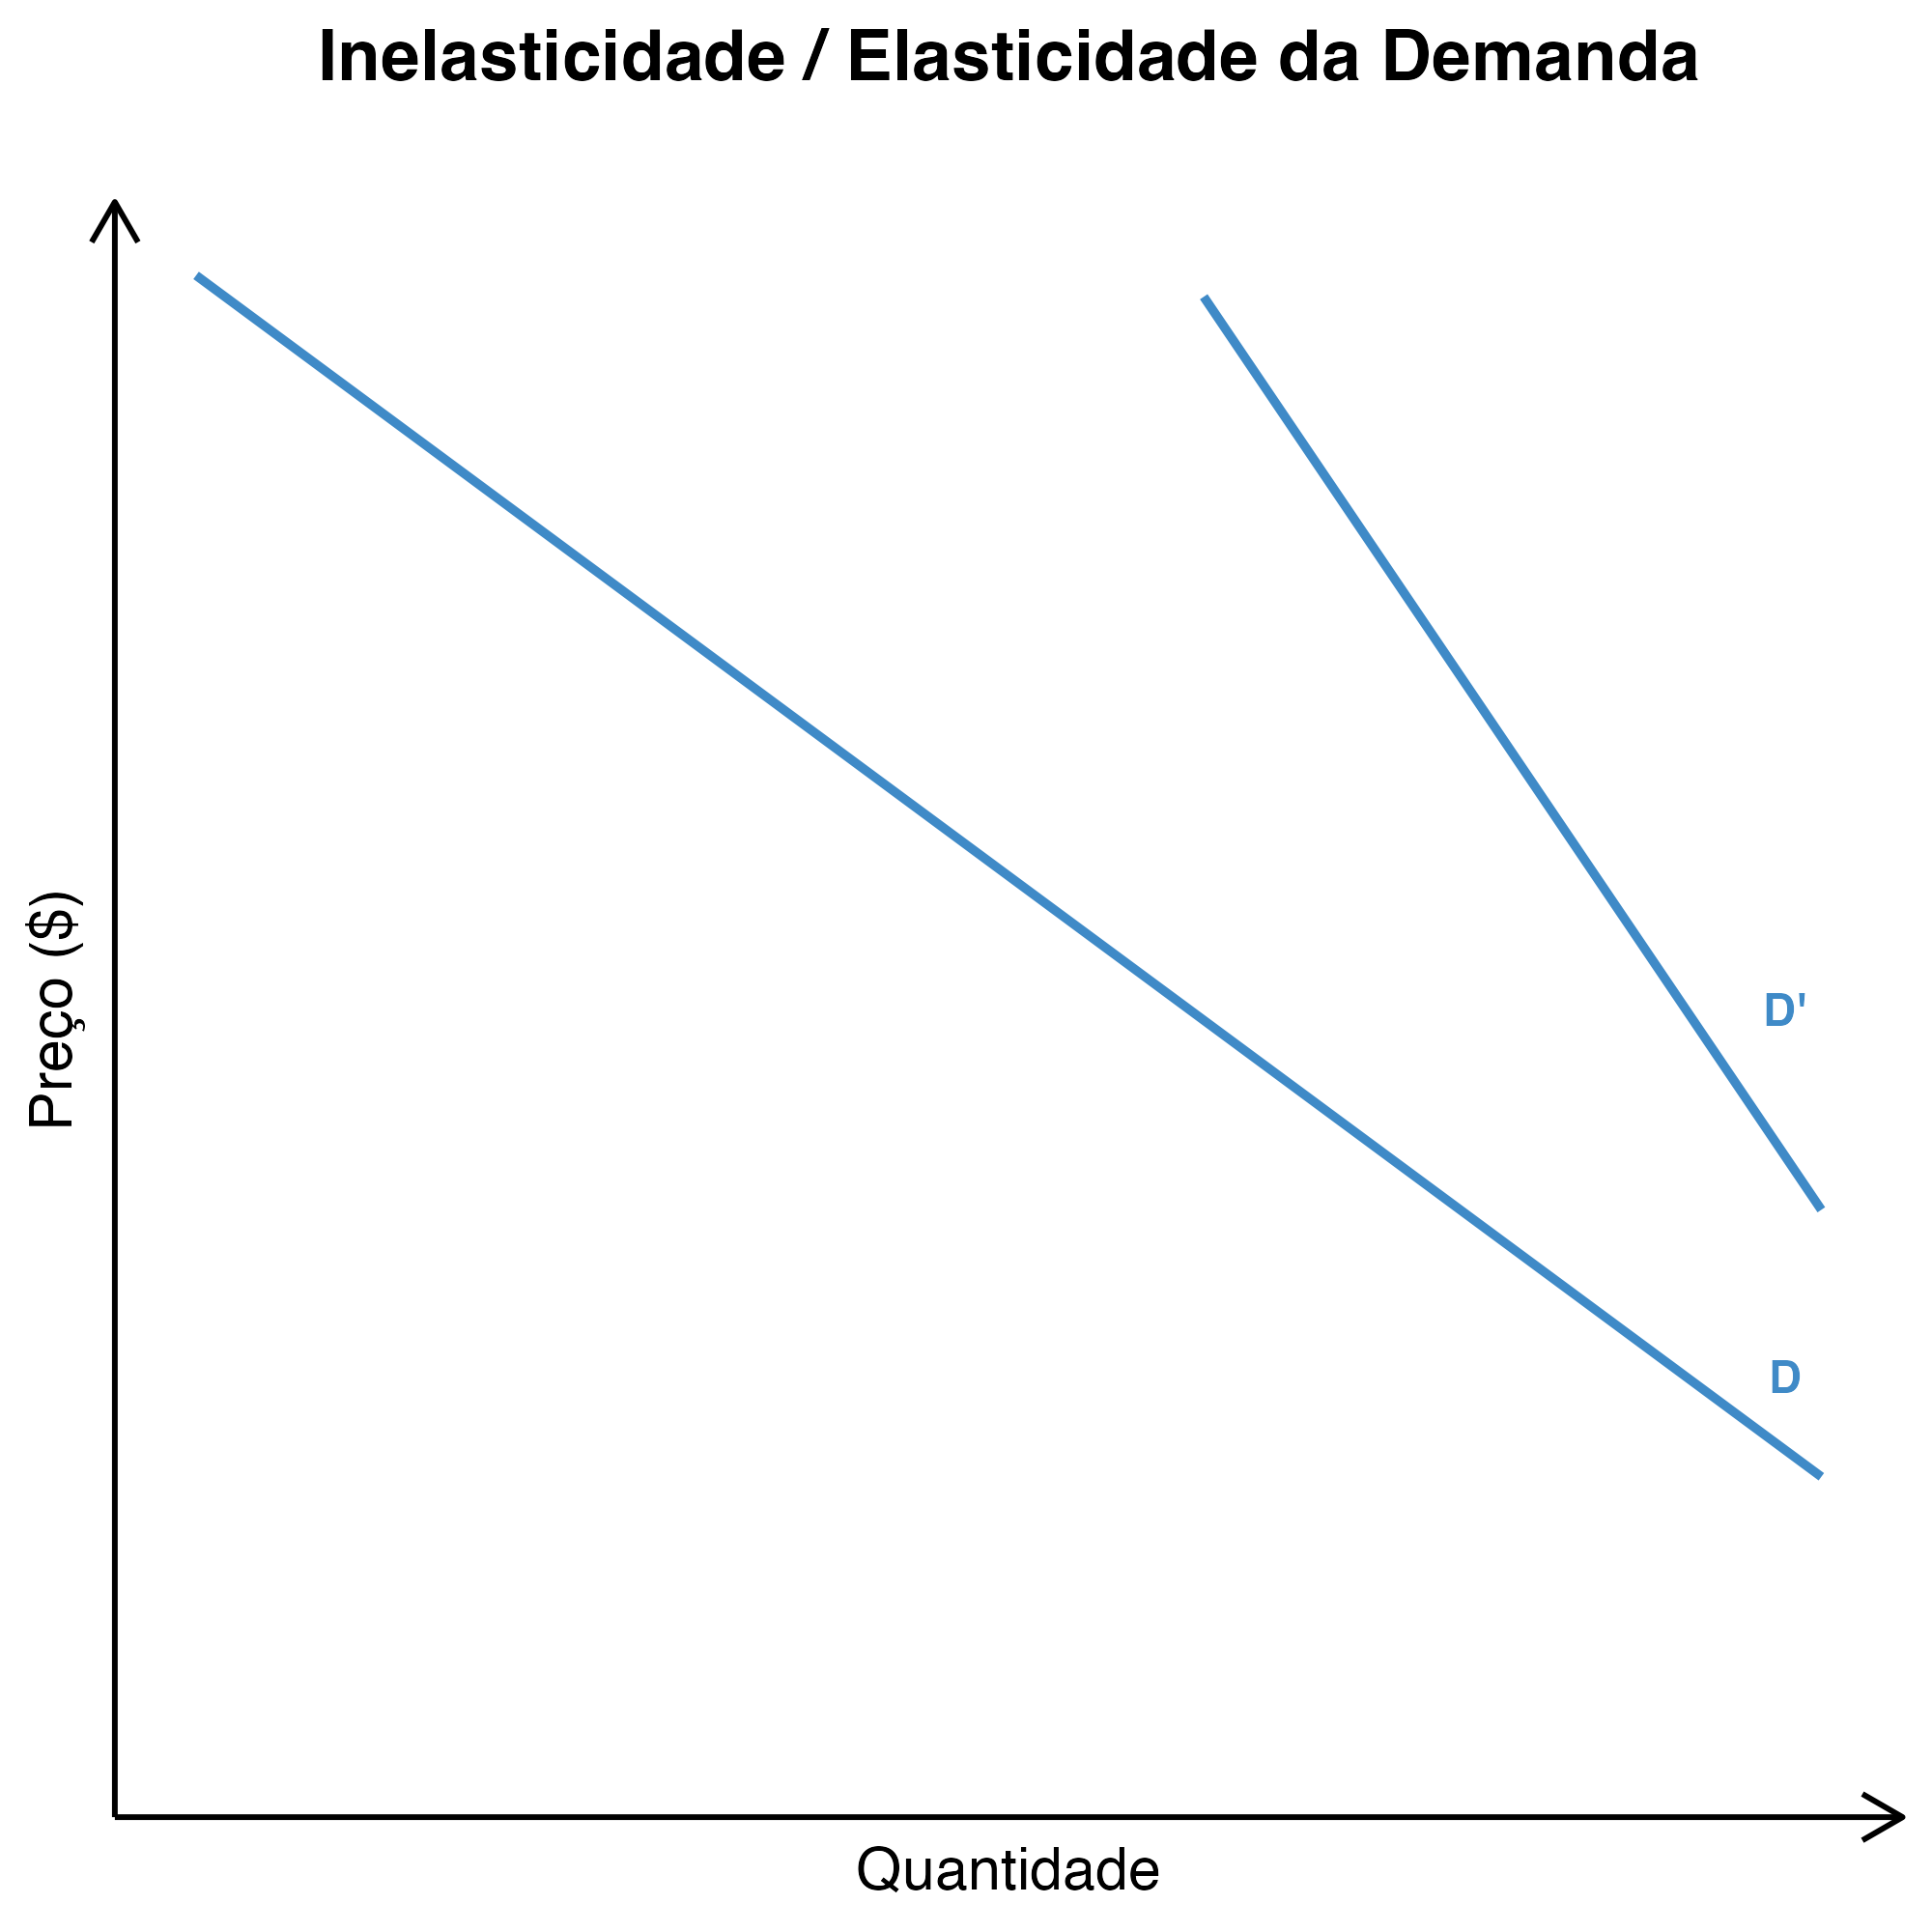 Inelasticidade / Elasticidade da Demanda
Preço ($)
D'
D
Quantidade